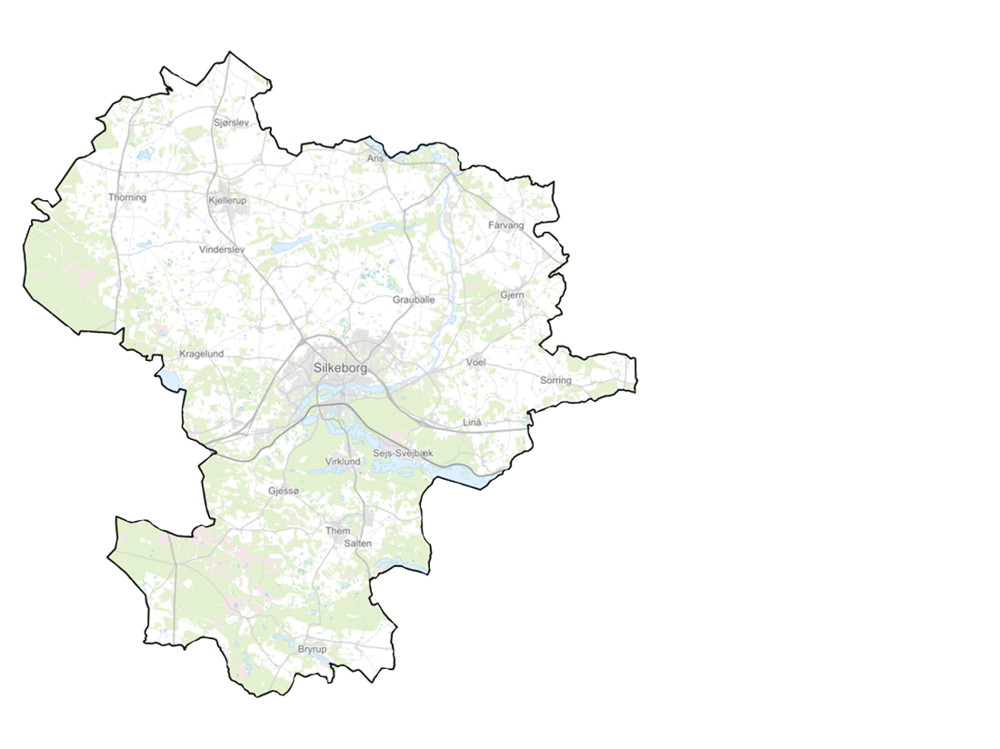 Sjørslev
Ans
Thorning
Kjellerup
Fårvang
Vinderslev
Gjern
Grauballe
Kragelund
Voel
Silkeborg
Sorring
Linå
Sejs-Svejbæk
Virklund
Gjessø
Them
Salten
Bryrup